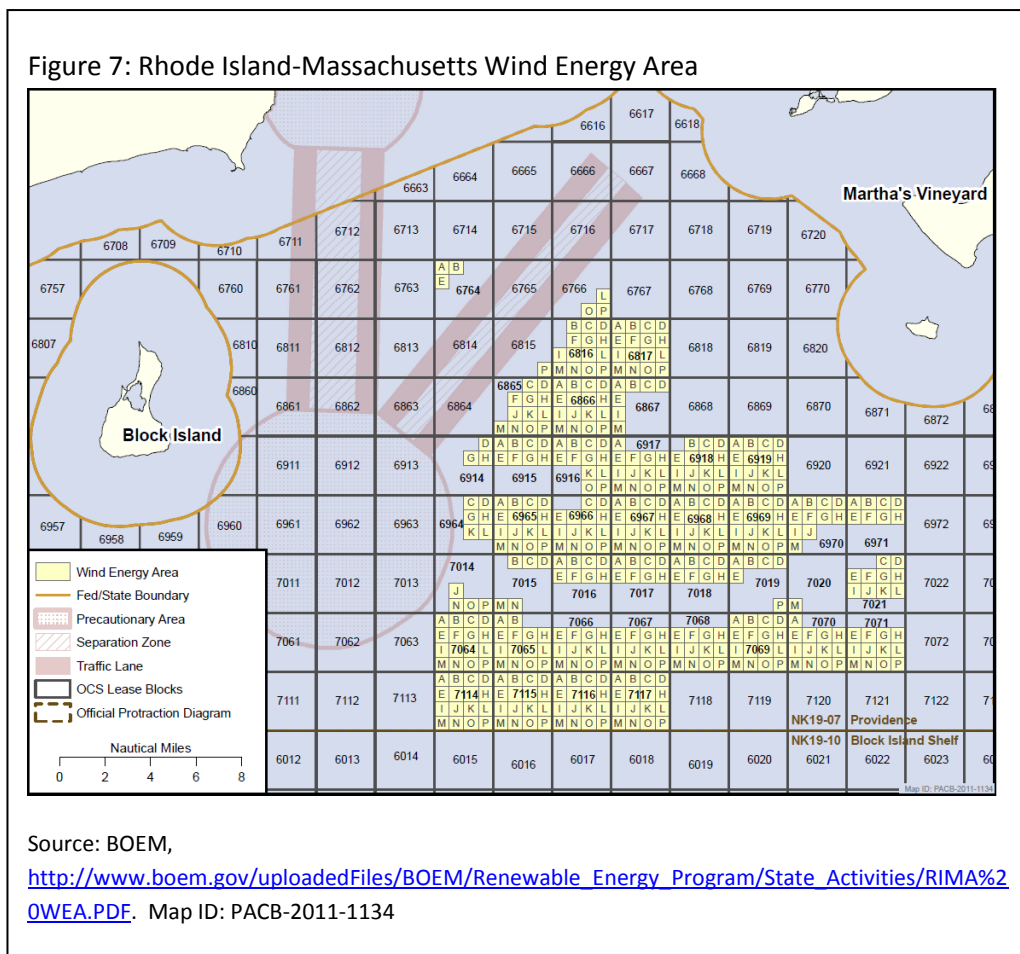 Figure 7: Rhode Island-Massachusetts Wind Energy Area
6616 6617 6618
6663 6664 6665 6666 6667 6668
Martha's Vineyard
6708 6709 6710 6711 6712 6713 6714 6715 6716 6717 6718 6719 6720
A B
E
6757 6760 6761 6762 6763 6764 6765 6766 6767 6768 6769 6770
L
O P
B C D A B C D
F G H E F G H
6807 6810 6811 6812 6813 6814 6815 I 6816 L I 6817 L 6818 6819 6820
P M N O P M N O P
6860 6865 C D A B C D A B C D
F G H E 6866 H E
6861 6862 6863 6864 J K L I J K L I 6867 6868 6869 6870 6871 6872
M N O P M N O P M
Block Island
D A B C D A B C D A 6917 B C D A B C D
G H E F G H E F G H E F G H E 6918 H E 6919 H
6911 6912 6913 6914 6915 6916 K L I J K L I J K L I J K L 6920 6921 6922
O P M N O P M N O P M N O P
C D A B C D C D A B C D A B C D A B C D A B C D A B C D
G H E 6965 H E 6966 H E 6967 H E 6968 H E 6969 H E F G H E F G H
6957 6960 6961 6962 6963 6964 K L I J K L I J K L I J K L I J K L I J K L I J 6972
6958 6959 M N O P M N O P M N O P M N O P M N O P M 6970 6971
7014 B C D A B C D A B C D A B C D A B C D C D
E F G H E F G H E F G H E E F G H
7011 7012 7013 J 7015 7016 7017 7018 7019 7020 I J K L 7022
N O P M N P M 7021
A B C D A B 7066 7067 7068 A B C D A 7070 7071
E F G H E F G H E F G H E F G H E F G H E F G H E F G H E F G H
7061 7062 7063 I 7064 L I 7065 L I J K L I J K L I J K L I 7069 L I J K L I J K L 7072
M N O P M N O P M N O P M N O P M N O P M N O P M N O P M N O P
A B C D A B C D A B C D A B C D
7111 7112 7113 E 7114 H E 7115 H E 7116 H E 7117 H 7118 7119 7120 7121 7122
I J K L I J K L I J K L I J K L
M N O P M N O P M N O P M N O P
NK19-07 Providence
NK19-10 Block Island Shelf
6012 6013 6014 6015 6016 6017 6018 6019 6020 6021 6022 6023
Wind Energy Area
Fed/State Boundary
Precautionary Area
Separation Zone
Traffic Lane
OCS Lease Blocks
Official Protraction Diagram
Nautical Miles
0 2 4 6 8
Map ID: PACB-2011-1134
Source: BOEM,
http://www.boem.gov/uploadedFiles/BOEM/Renewable_Energy_Program/State_Activities/RIMA%2
0WEA.PDF. Map ID: PACB-2011-1134